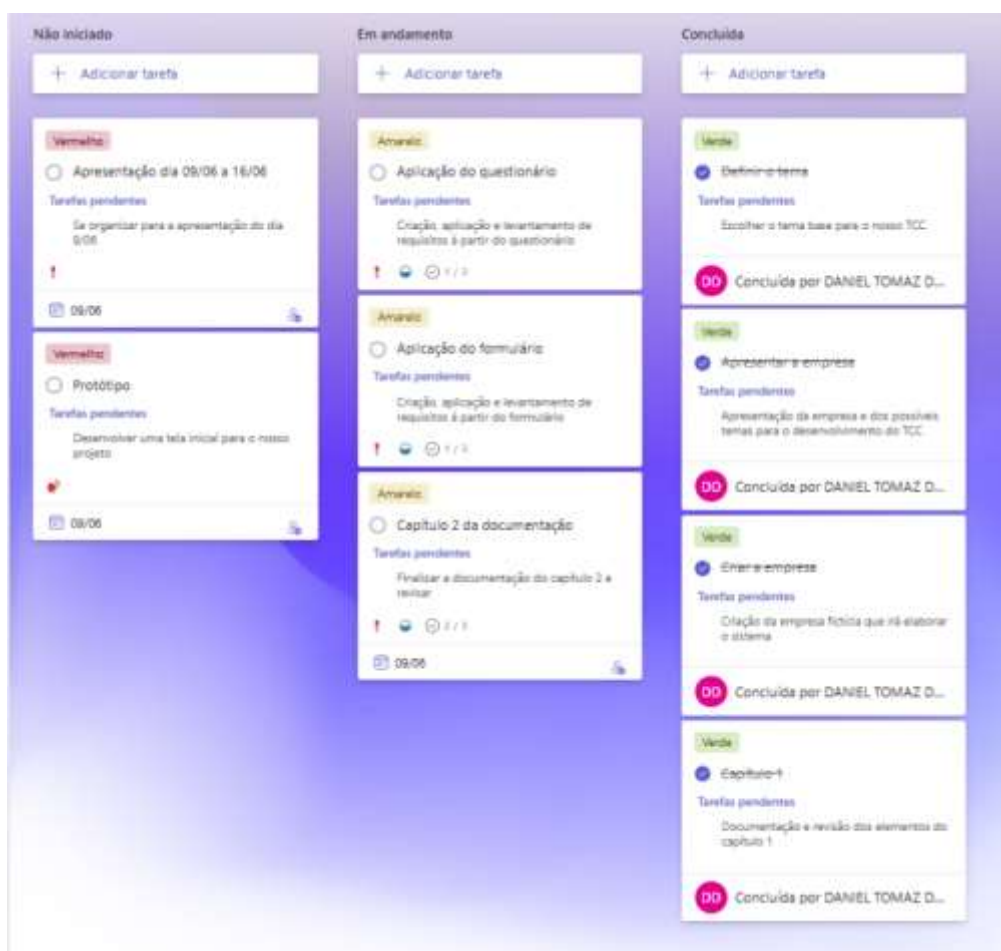 Não iniciado
+ Adicionar tarefa
Vermelho
Apresentação dia 09/06 a 16/06
Tarefas pendentes
Se organizar para a apresentação do dia
9/06
09/06
Vermelho
Protótipo
Tarefas pendentes
Desenvolver uma tela inicial para o nosso
projeto
09/06
Em andamento
+ Adicionar tarefa
Amarelo
Aplicação do questionário
Tarefas pendentes
Criação, aplicação e levantamento de
requisitos à partir do questionário
Amarelo
Aplicação do formulário
Tarefas pendentes
Criação, aplicação e levantamento de
requisitos à partir do formulário
Amarelo
Capítulo 2 da documentação
Tarefas pendentes
Finalizar a documentação do capítulo 2 e
revisar
09/06
Concluída
+ Adicionar tarefa
Verde
Definir o tema
Tarefas pendentes
Escolher o tema base para o nosso TCC
DD Concluída por DANIEL TOMAZ D...
Verde
Apresentar a empresa
Tarefas pendentes
Apresentação da empresa e dos possíveis
temas para o desenvolvimento do TCC
DD Concluída por DANIEL TOMAZ D...
Verde
a empresa
Tarefas pendentes
Criação da empresa fictícia que irá elaborar
o sistema
DD Concluída por DANIEL TOMAZ D...
Verde
Capítulo 1
Tarefas pendentes
Documentação e revisão dos elementos do
capítulo 1
DD Concluída por DANIEL TOMAZ D...